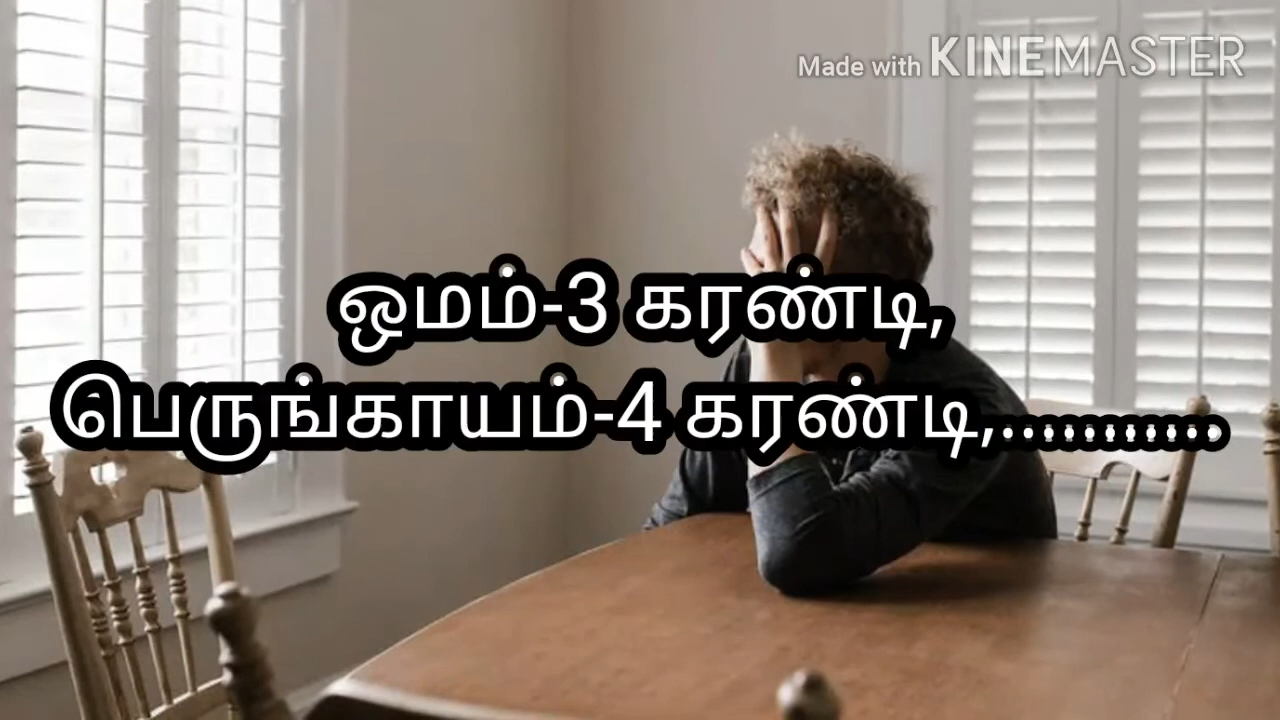 Made with KINEMASTER
ஓமம்-3 கரண்டி,
பெருங்காயம்-4 கரண்டி,...........